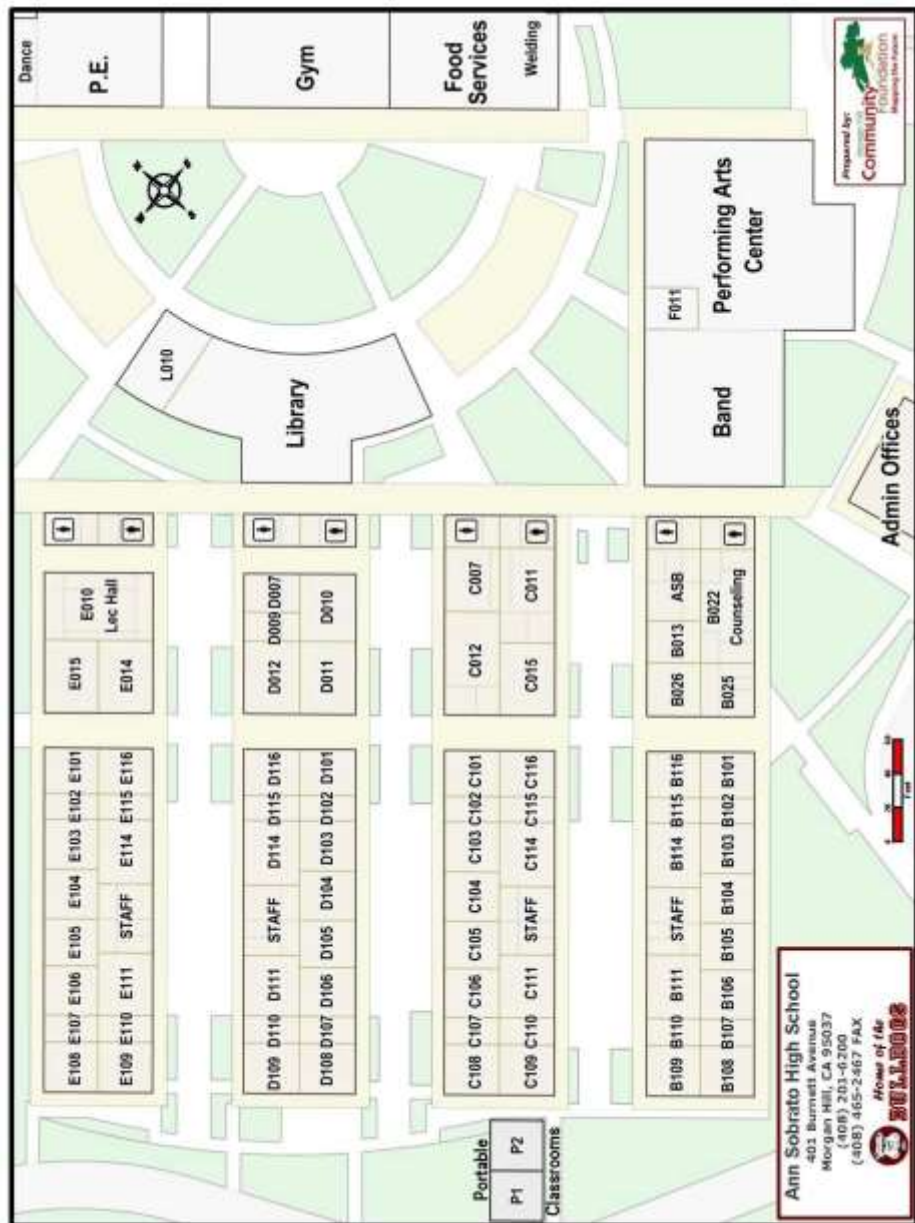 Dance
P.E.
E108 E107 E106 E105 E104 E103 E102 E101 E015 E010
Lec Hall
E109 E110 E111 STAFF E114 E115 E116 E014
L010
D109 D110 D111 STAFF D114 D115 D116 D012 D009 D007
Library
Gym
D108 D107 D106 D105 D104 D103 D102 D101 D011 D010
Food
Services
Welding
C108 C107 C106 C105 C104 C103 C102 C101 C012 C007
Portable
P1 P2
Classrooms
C109 C110 C111 STAFF C114 C115 C116 C015 C011
B109 B110 B111 STAFF B114 B115 B116 B026 B013 ASB
F011
Band
Performing Arts
Center
B022
Counseling
B108 B107 B106 B105 B104 B103 B102 B101 B025
Admin Offices
Ann Sobrato High School
401 Burnett Avenue
Morgan Hill, CA 95037
(408) 201-6200
(408) 465-2467 FAX
Home of the
BULLDOGS
Feet
Prepared by:
Community
Foundation
Mapping the Future